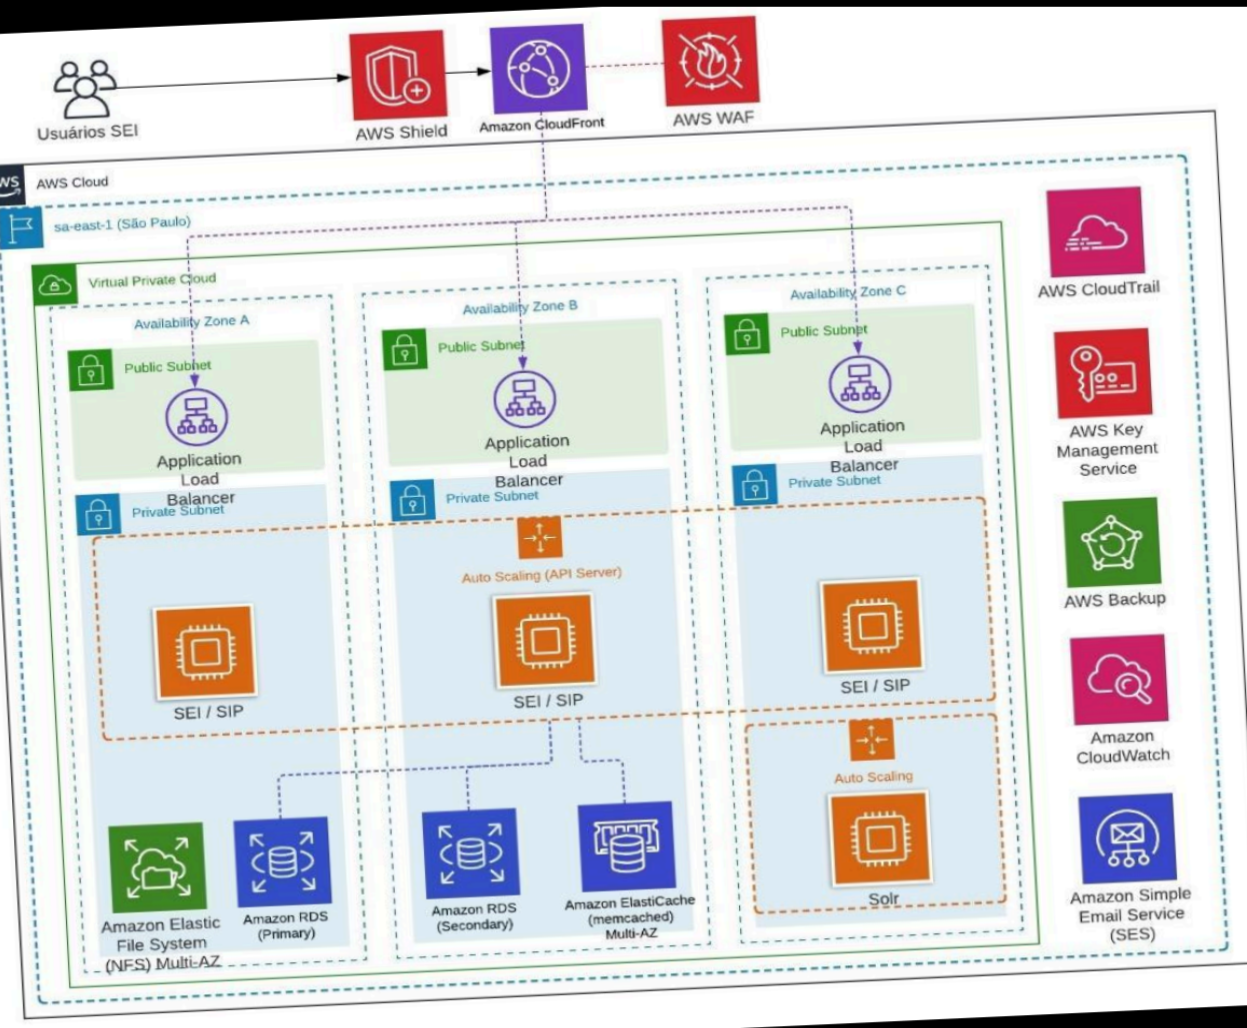 Usuários SEI
AWS Shield
Amazon CloudFront
AWS WAF
AWS Cloud
sa-east-1 (São Paulo)
Virtual Private Cloud
Availability Zone A
Availability Zone B
Availability Zone C
Public Subnet
Public Subnet
Public Subnet
Application
Load
Balancer
Application
Load
Balancer
Application
Load
Balancer
Private Subnet
Private Subnet
Private Subnet
Auto Scaling (API Server)
SEI / SIP
SEI / SIP
SEI / SIP
Auto Scaling
Solr
Amazon Elastic
File System
(NFS) Multi-AZ
Amazon RDS
(Primary)
Amazon RDS
(Secondary)
Amazon ElastiCache
(memcached)
Multi-AZ
AWS CloudTrail
AWS Key
Management
Service
AWS Backup
Amazon
CloudWatch
Amazon Simple
Email Service
(SES)